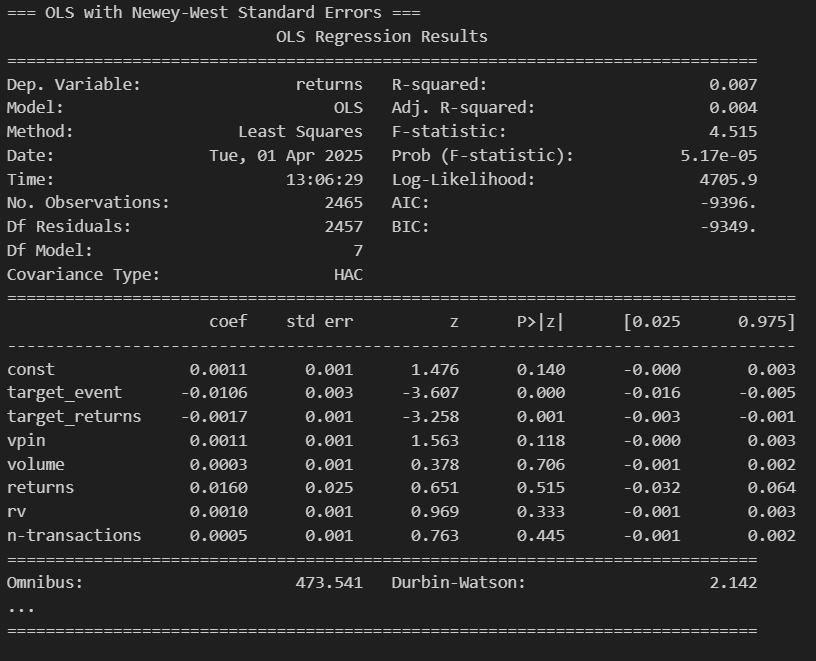 === OLS with Newey-West Standard Errors ===
                            OLS Regression Results
==============================================================================
Dep. Variable:                returns   R-squared:                       0.007
Model:                            OLS   Adj. R-squared:                  0.004
Method:                 Least Squares   F-statistic:                     4.515
Date:                Tue, 01 Apr 2025   Prob (F-statistic):           5.17e-05
Time:                        13:06:29   Log-Likelihood:                 4705.9
No. Observations:                2465   AIC:                            -9396.
Df Residuals:                    2457   BIC:                            -9349.
Df Model:                           7
Covariance Type:                  HAC
==================================================================================
                     coef    std err          z      P>|z|      [0.025      0.975]
----------------------------------------------------------------------------------
const              0.0011      0.001      1.476      0.140      -0.000       0.003
target_event      -0.0106      0.003     -3.607      0.000      -0.016      -0.005
target_returns    -0.0017      0.001     -3.258      0.001      -0.003      -0.001
vpin               0.0011      0.001      1.563      0.118      -0.000       0.003
volume             0.0003      0.001      0.378      0.706      -0.001       0.002
returns            0.0160      0.025      0.651      0.515      -0.032       0.064
rv                 0.0010      0.001      0.969      0.333      -0.001       0.003
n-transactions     0.0005      0.001      0.763      0.445      -0.001       0.002
==============================================================================
Omnibus:                      473.541   Durbin-Watson:                   2.142
...
==============================================================================